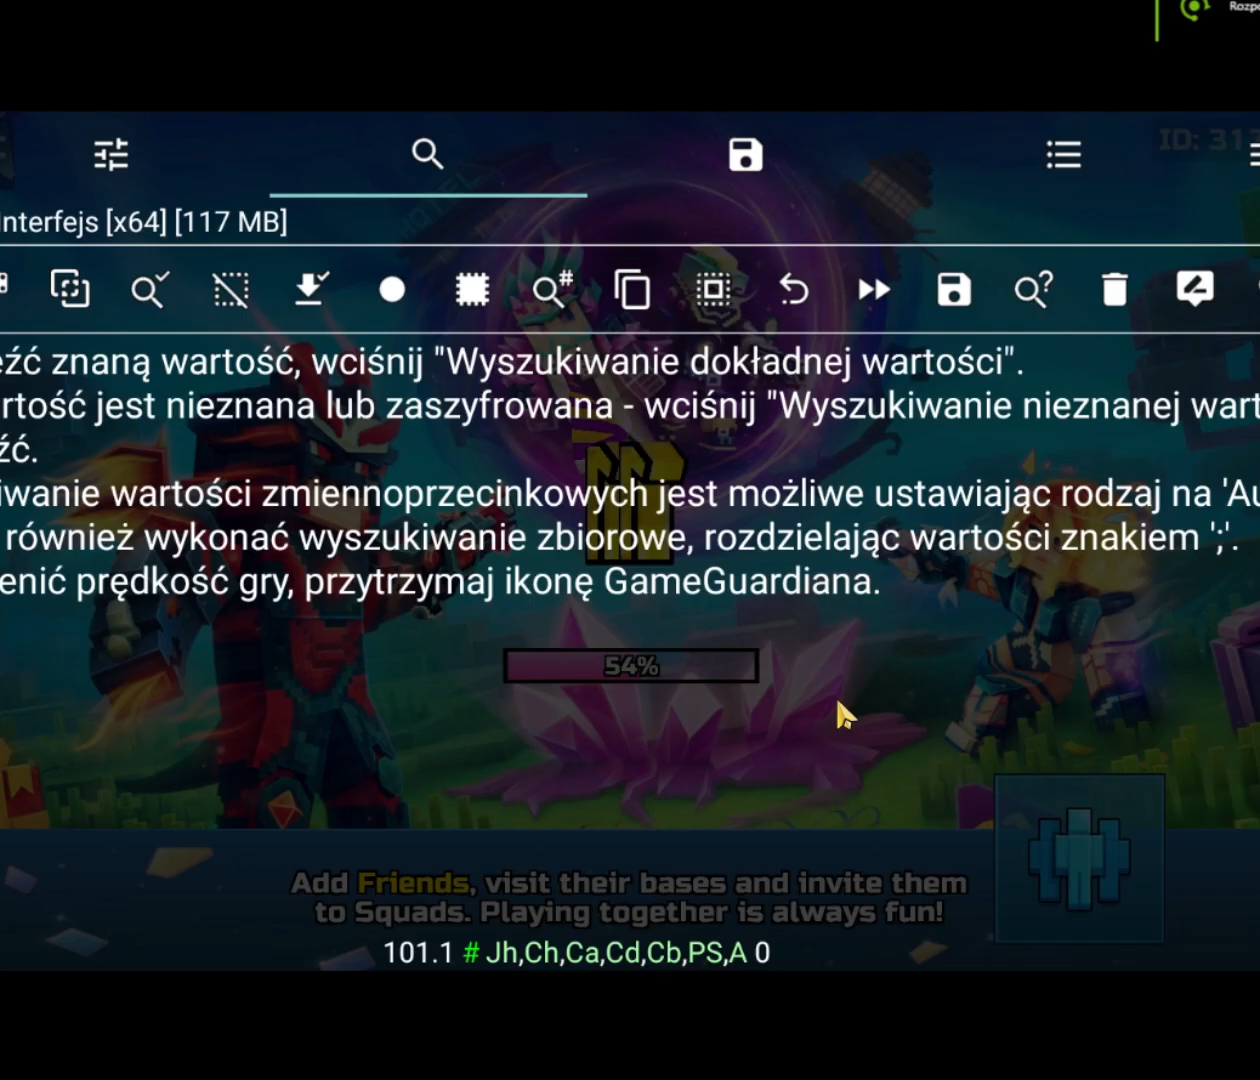 Rozpo
ID: 31
Interfejs [x64] [117 MB]
eźć znaną wartość, wciśnij "Wyszukiwanie dokładnej wartości".
rtość jest nieznana lub zaszyfrowana - wciśnij "Wyszukiwanie nieznanej wart
źć.
iwanie wartości zmiennoprzecinkowych jest możliwe ustawiając rodzaj na 'Au
również wykonać wyszukiwanie zbiorowe, rozdzielając wartości znakiem ';'.
enić prędkość gry, przytrzymaj ikonę GameGuardiana.
54%
Add Friends, visit their bases and invite them
to Squads. Playing together is always fun!
101.1 # Jh,Ch,Ca,Cd,Cb,PS,A 0